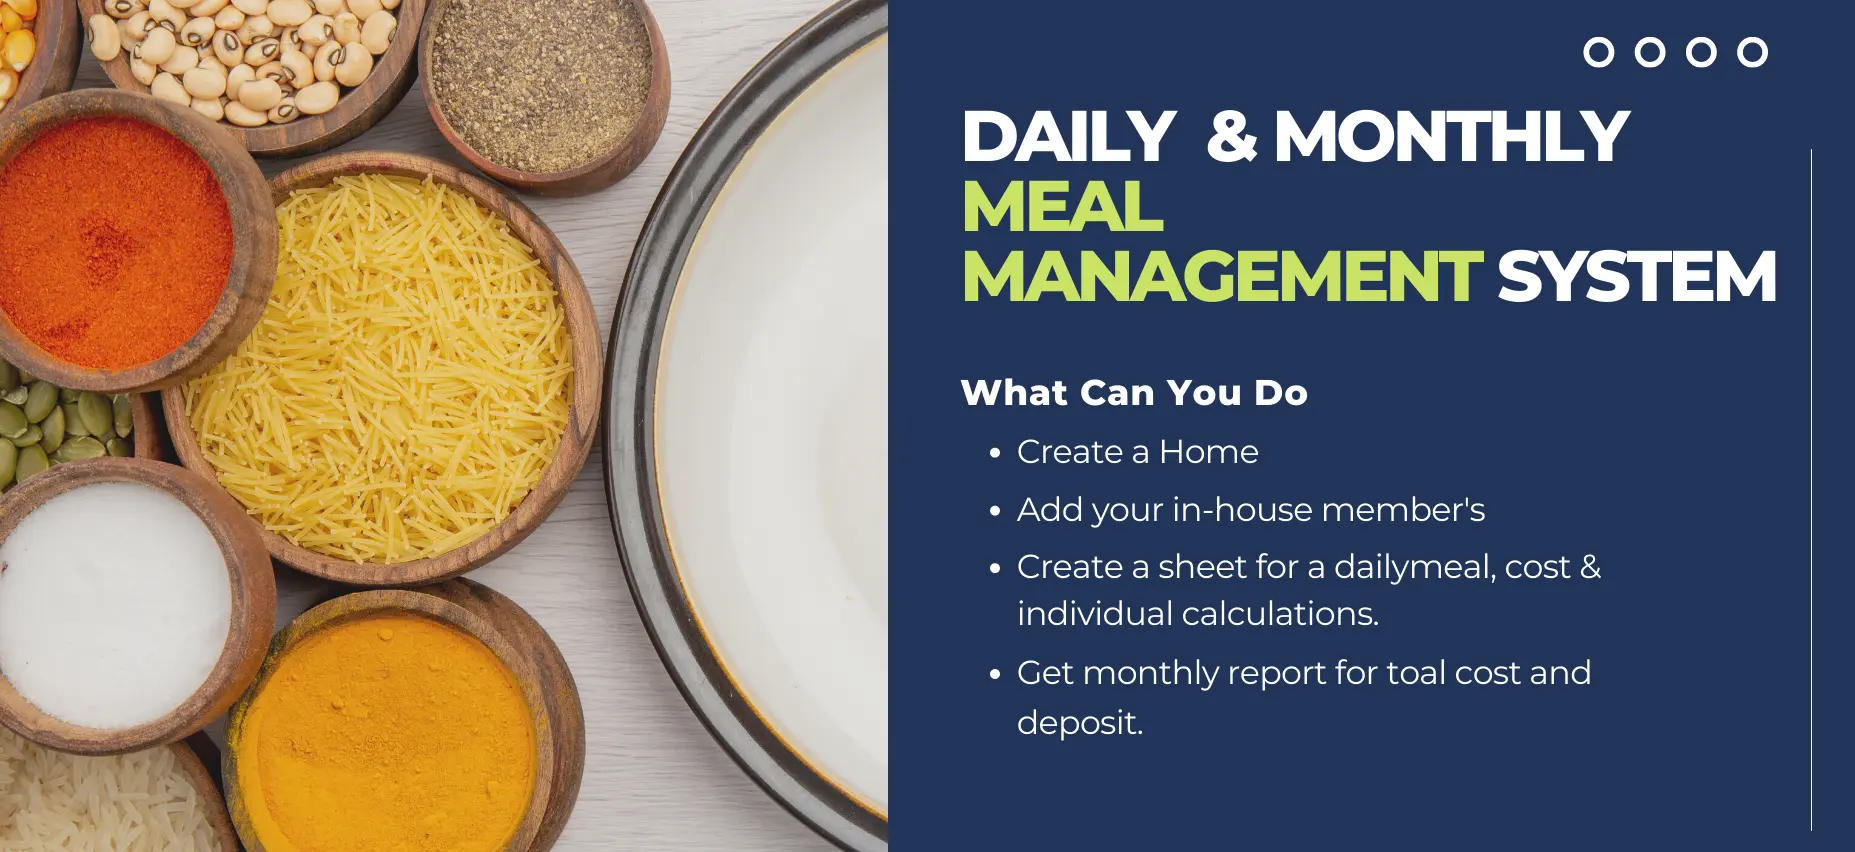 DAILY & MONTHLY
MEAL
MANAGEMENT SYSTEM
What Can You Do
• Create a Home
• Add your in-house member's
• Create a sheet for a dailymeal, cost &
individual calculations.
• Get monthly report for toal cost and
deposit.